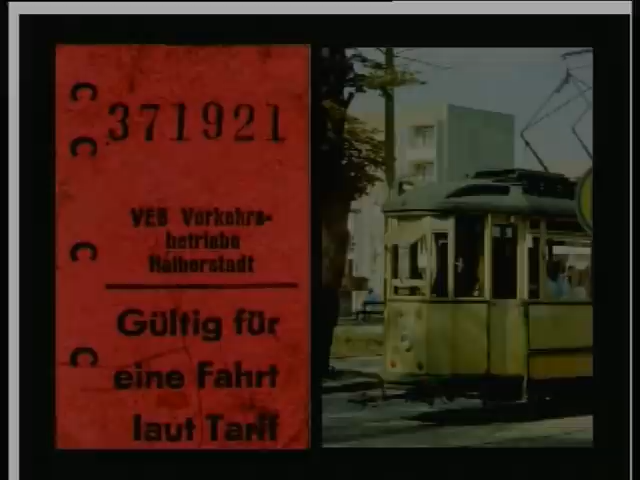 371921
VEB Verkehrs-
betriebe
Halberstadt
Gültig für
eine Fahrt
laut Tarif